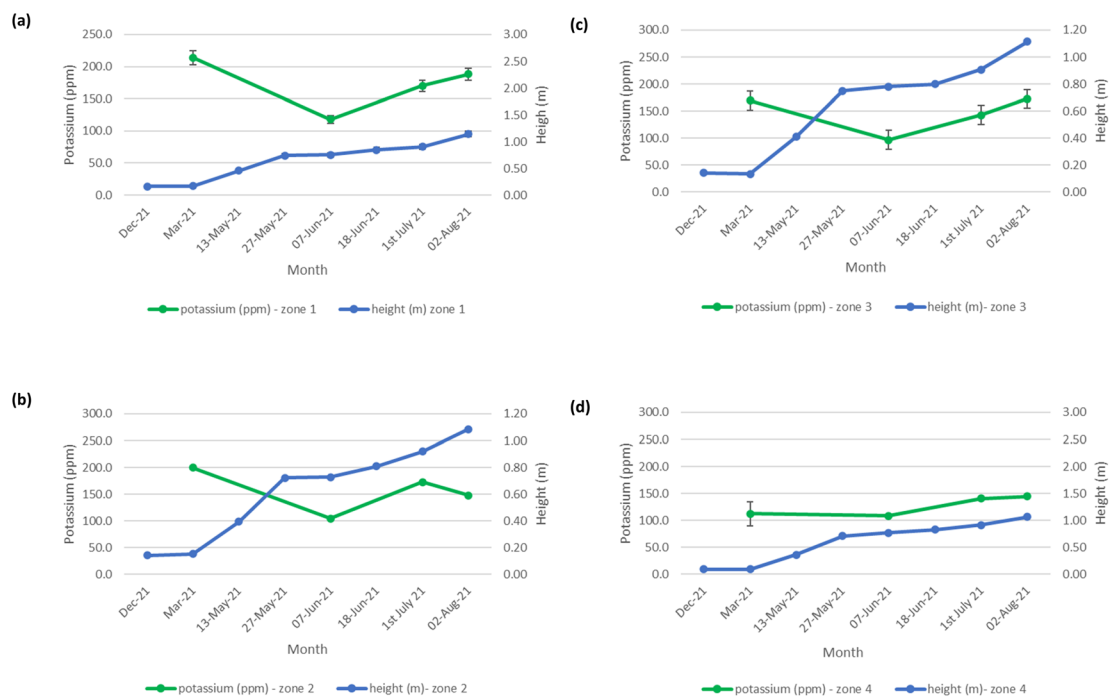 (a)
250.0
200.0
150.0
100.0
50.0
0.0
Potassium (ppm)
3.00
2.50
2.00
1.50
1.00
0.50
0.00
Heigh (m)
Dec-21
Mar-21
13-May-21
27-May-21
07-Jun-21
18-Jun-21
1st July 21
02-Aug-21
Month
potassium (ppm) - zone 1
height (m) zone 1
(c)
300.0
250.0
200.0
150.0
100.0
50.0
0.0
Potassium (ppm)
1.20
1.00
0.80
0.60
0.40
0.20
0.00
Height (m)
Dec-21
Mar-21
13-May-21
27-May-21
07-Jun-21
18-Jun-21
1st July 21
02-Aug-21
Month
potassium (ppm) - zone 3
height (m)- zone 3
(b)
300.0
250.0
200.0
150.0
100.0
50.0
0.0
Potassium (ppm)
1.20
1.00
0.80
0.60
0.40
0.20
0.00
Height (m)
Dec-21
Mar-21
13-May-21
27-May-21
07-Jun-21
18-Jun-21
1st July 21
02-Aug-21
Month
potassium (ppm) - zone 2
height (m)- zone 2
(d)
300.0
250.0
200.0
150.0
100.0
50.0
0.0
Potassium (ppm)
3.00
2.50
2.00
1.50
1.00
0.50
0.00
Height (m)
Dec-21
Mar-21
13-May-21
27-May-21
07-Jun-21
18-Jun-21
1st July 21
02-Aug-21
Month
potassium (ppm) - zone 4
height (m)- zone 4